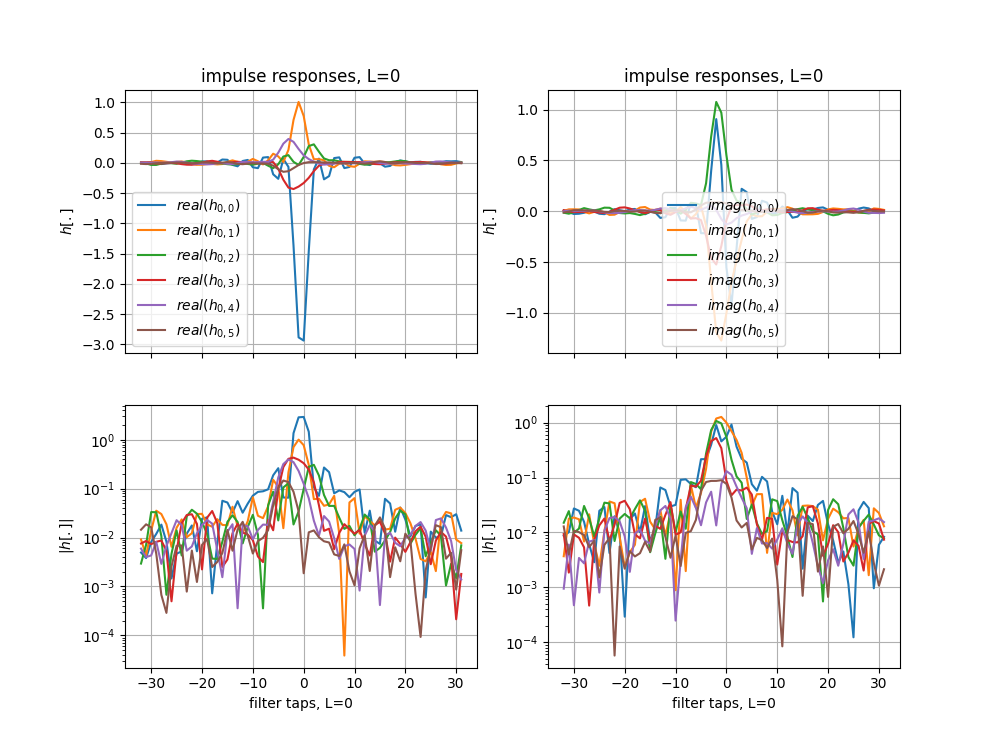 impulse responses, L=0
1.0
0.5
0.0
−0.5
−1.0
−1.5
−2.0
−2.5
−3.0
h[.]
real(h0,0)
real(h0,1)
real(h0,2)
real(h0,3)
real(h0,4)
real(h0,5)
impulse responses, L=0
1.0
0.5
0.0
−0.5
−1.0
h[.]
imag(h0,0)
imag(h0,1)
imag(h0,2)
imag(h0,3)
imag(h0,4)
imag(h0,5)
10^0
10^−1
10^−2
10^−3
10^−4
|h[.]|
−30 −20 −10 0 10 20 30
filter taps, L=0
10^0
10^−1
10^−2
10^−3
10^−4
|h[.]|
−30 −20 −10 0 10 20 30
filter taps, L=0